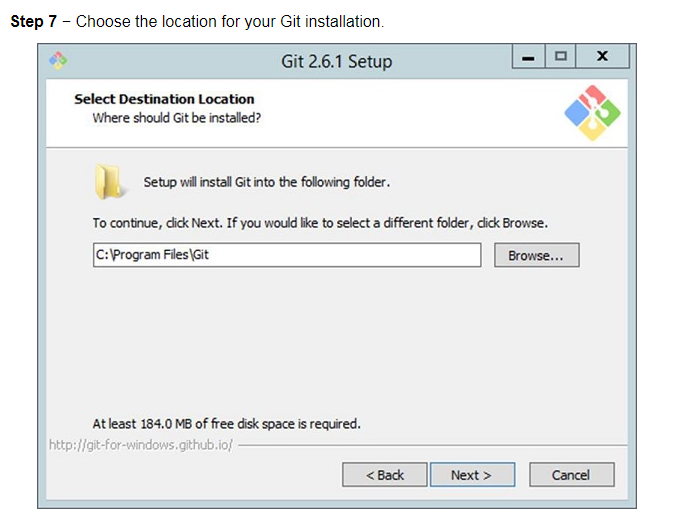 Step 7 – Choose the location for your Git installation.
Git 2.6.1 Setup
Select Destination Location
Where should Git be installed?
Setup will install Git into the following folder.
To continue, click Next. If you would like to select a different folder, click Browse.
C:\Program Files\Git
Browse...
At least 184.0 MB of free disk space is required.
http://git-for-windows.github.io/
< Back
Next >
Cancel